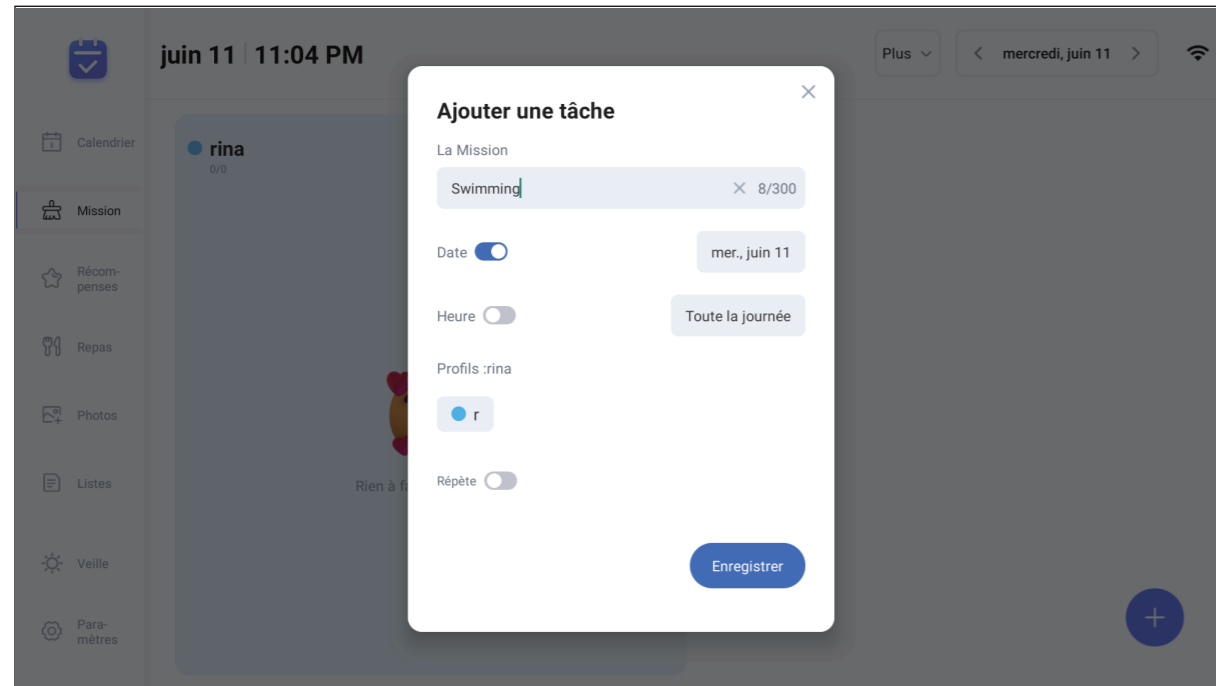 juin 11 11:04 PM
Plus
mercredi, juin 11
Calendrier
Mission
Récom-
penses
Repas
Photos
Listes
Veille
Para-
mètres
rina
0/0
Rien à
Ajouter une tâche
La Mission
Swimming 8/300
Date mer., juin 11
Heure Toute la journée
Profils :rina
r
Répète
Enregistrer